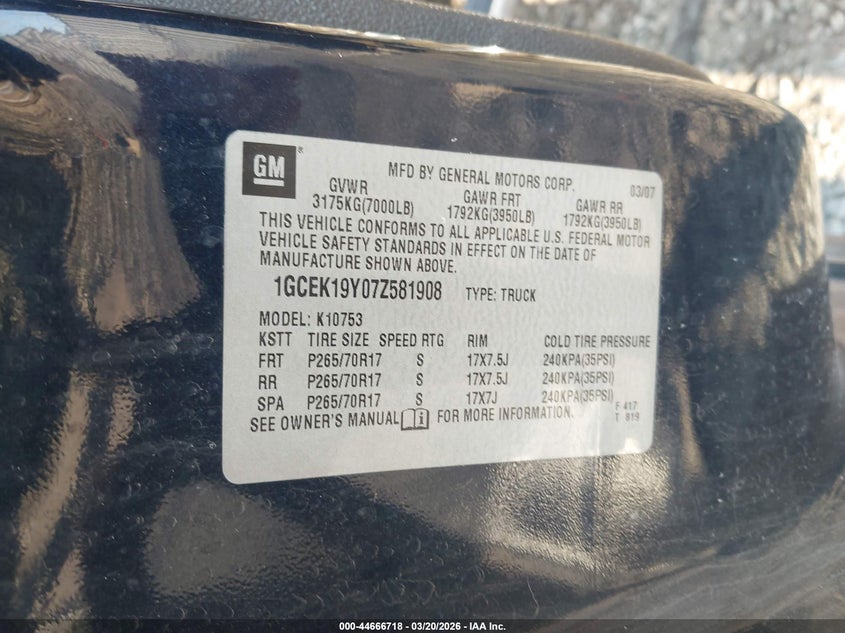 GM
®
MFD BY GENERAL MOTORS CORP. 03/07
GVWR GAWR FRT GAWR RR
3175KG(7000LB) 1792KG(3950LB) 1792KG(3950LB)
THIS VEHICLE CONFORMS TO ALL APPLICABLE U.S. FEDERAL MOTOR
VEHICLE SAFETY STANDARDS IN EFFECT ON THE DATE OF
MANUFACTURE SHOWN ABOVE.
1GCEK19Y07Z581908 TYPE: TRUCK
MODEL: K10753
KSTT TIRE SIZE SPEED RTG RIM COLD TIRE PRESSURE
FRT P265/70R17 S 17X7.5J 240KPA(35PSI)
RR P265/70R17 S 17X7.5J 240KPA(35PSI)
SPA P265/70R17 S 17X7J 240KPA(35PSI)
SEE OWNER'S MANUAL i FOR MORE INFORMATION.
F 417
T 819
000-44666718 | 03/20/2026 – IAA Inc.